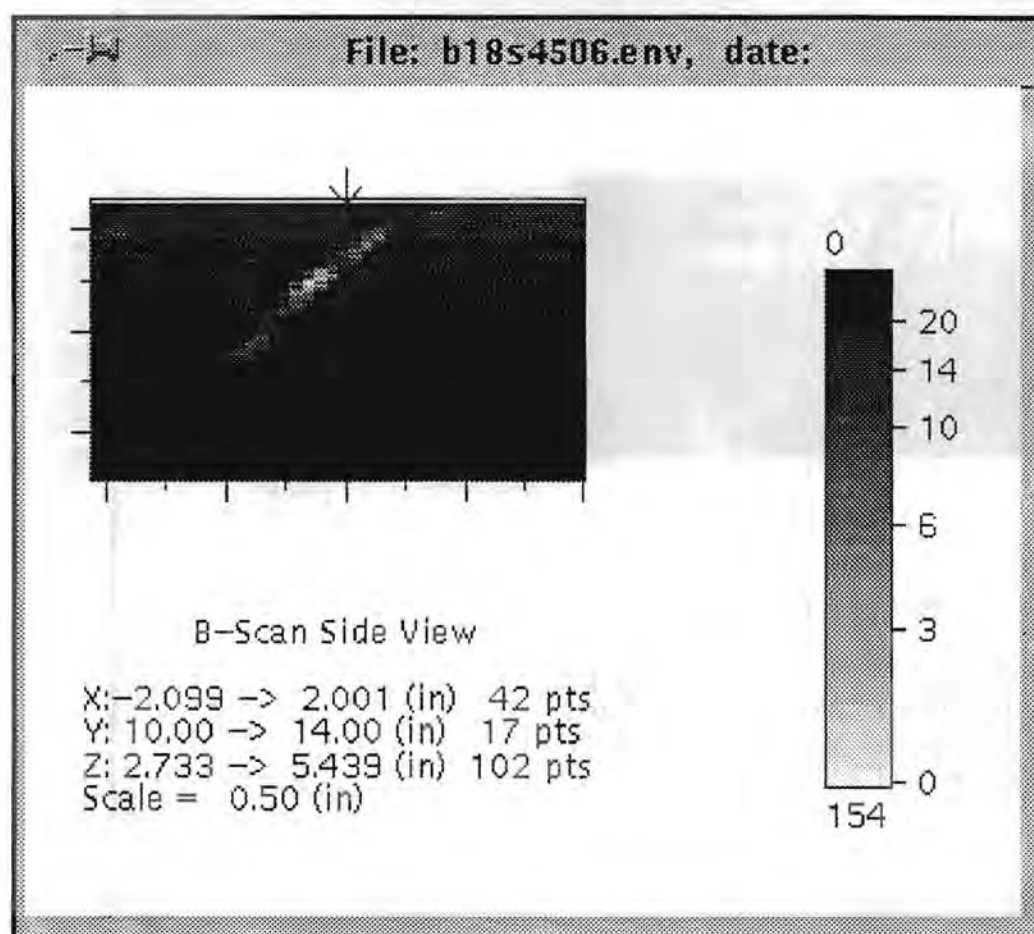 File: b18s4506.env, date:
0
20
14
10
6
3
0
154
B-Scan Side View
X:-2.099 -> 2.001 (in) 42 pts
Y: 10.00 -> 14.00 (in) 17 pts
Z: 2.733 -> 5.439 (in) 102 pts
Scale = 0.50 (in)